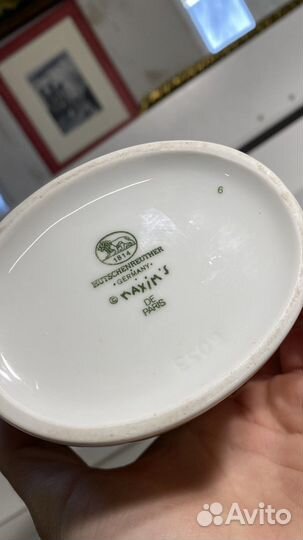 6
1814
HUTSCHENREUTHER
· GERMANY ·
© MAXIM'S
DE
PARIS
Avito